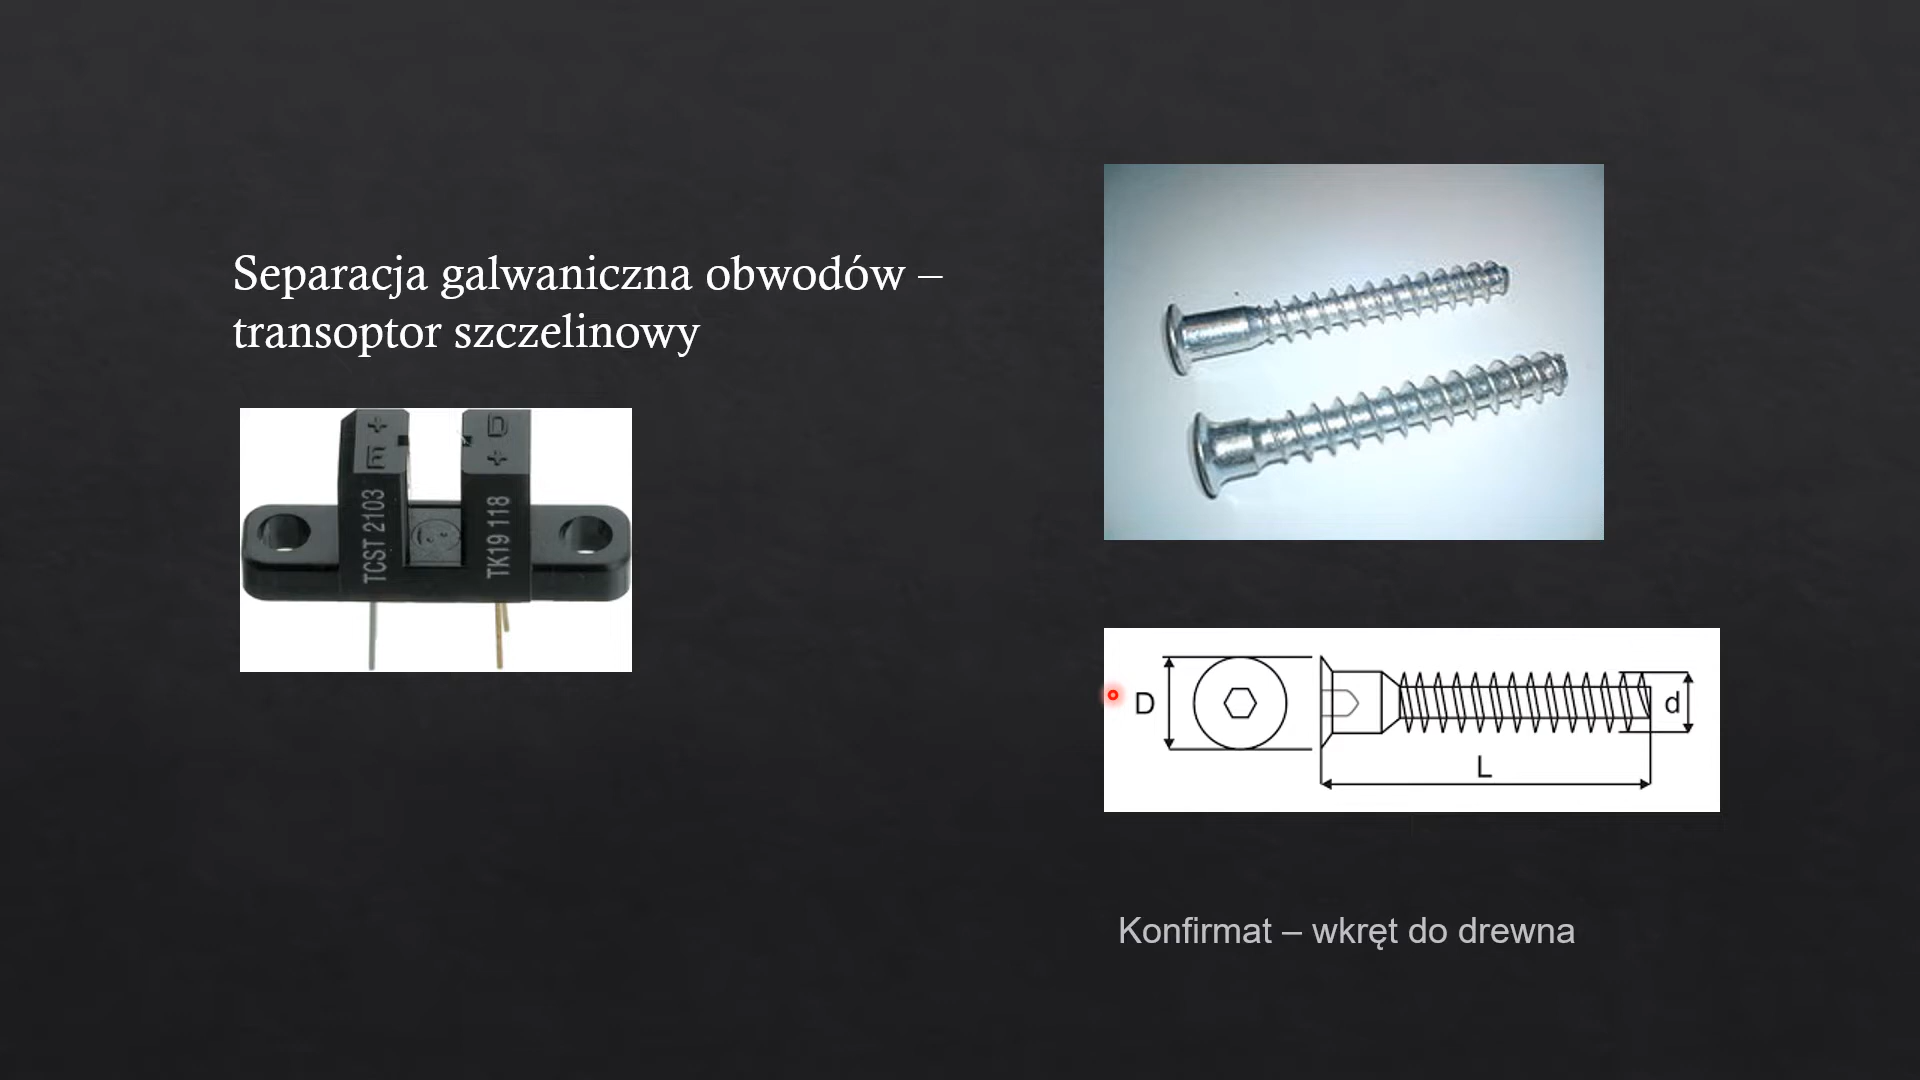 Separacja galwaniczna obwodów –
transoptor szczelinowy
E +
+ D
TCST 2103
TK19 118
D
d
L
Konfirmat – wkręt do drewna